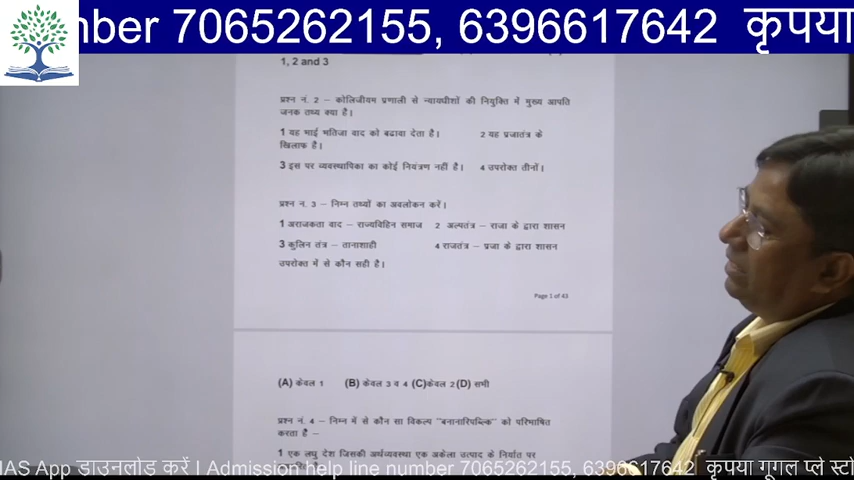 nber 7065262155, 6396617642 कृपया
1, 2 and 3
प्रश्न नं. 2 – कोलिजीयम प्रणाली से न्यायधीशों की नियुक्ति में मुख्य आपति
जनक तथ्य क्या है।
1 यह भाई भतिजा वाद को बढावा देता है। 2 यह प्रजातंत्र के
खिलाफ है।
3 इस पर व्यवस्थापिका का कोई नियंत्रण नहीं है। 4 उपरोक्त तीनों।
प्रश्न नं. 3 – निम्न तथ्यों का अवलोकन करें।
1 अराजकता वाद – राज्यविहिन समाज 2 अल्पतंत्र – राजा के द्वारा शासन
3 कुलिन तंत्र – तानाशाही 4 राजतंत्र – प्रजा के द्वारा शासन
उपरोक्त में से कौन सही है।
Page 1 of 43
(A) केवल 1 (B) केवल 3 व 4 (C)केवल 2 (D) सभी
प्रश्न नं. 4 – निम्न में से कौन सा विकल्प "बनानारिपब्लिक" को परिभाषित
करता है –
1 एक लघु देश जिसकी अर्थव्यवस्था एक अकेला उत्पाद के निर्यात पर
IAS App डाउनलोड करें I Admission help line number 7065262155, 6396617642 कृपया गूगल प्ले स्टो